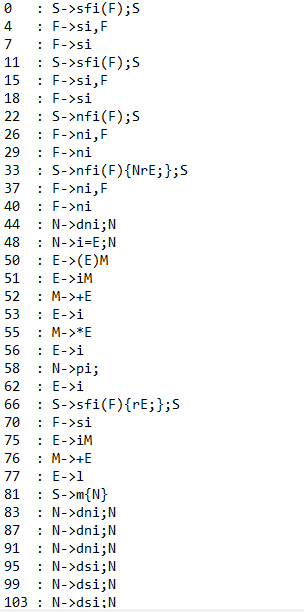 0   : S->sfi(F);S
4   : F->si,F
7   : F->si
11  : S->sfi(F);S
15  : F->si,F
18  : F->si
22  : S->nfi(F);S
26  : F->ni,F
29  : F->ni
33  : S->nfi(F){NrE;};S
37  : F->ni,F
40  : F->ni
44  : N->dni;N
48  : N->i=E;N
50  : E->(E)M
51  : E->iM
52  : M->+E
53  : E->i
55  : M->*E
56  : E->i
58  : N->pi;
62  : E->i
66  : S->sfi(F){rE;};S
70  : F->si
75  : E->iM
76  : M->+E
77  : E->l
81  : S->m{N}
83  : N->dni;N
87  : N->dni;N
91  : N->dni;N
95  : N->dsi;N
99  : N->dsi;N
103 : N->dsi;N